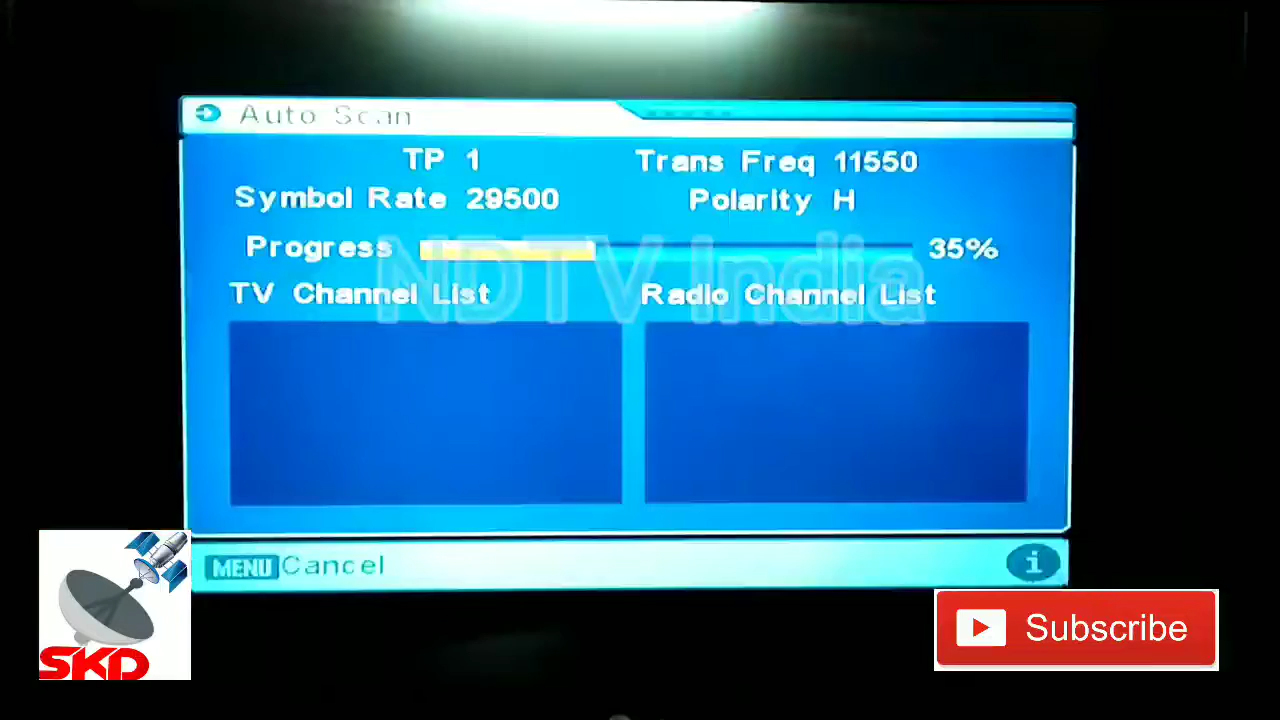 Auto Scan
TP 1 Trans Freq 11550
Symbol Rate 29500 Polarity H
Progress 35%
NDTV India
TV Channel List Radio Channel List
MENU Cancel i
SKD
Subscribe